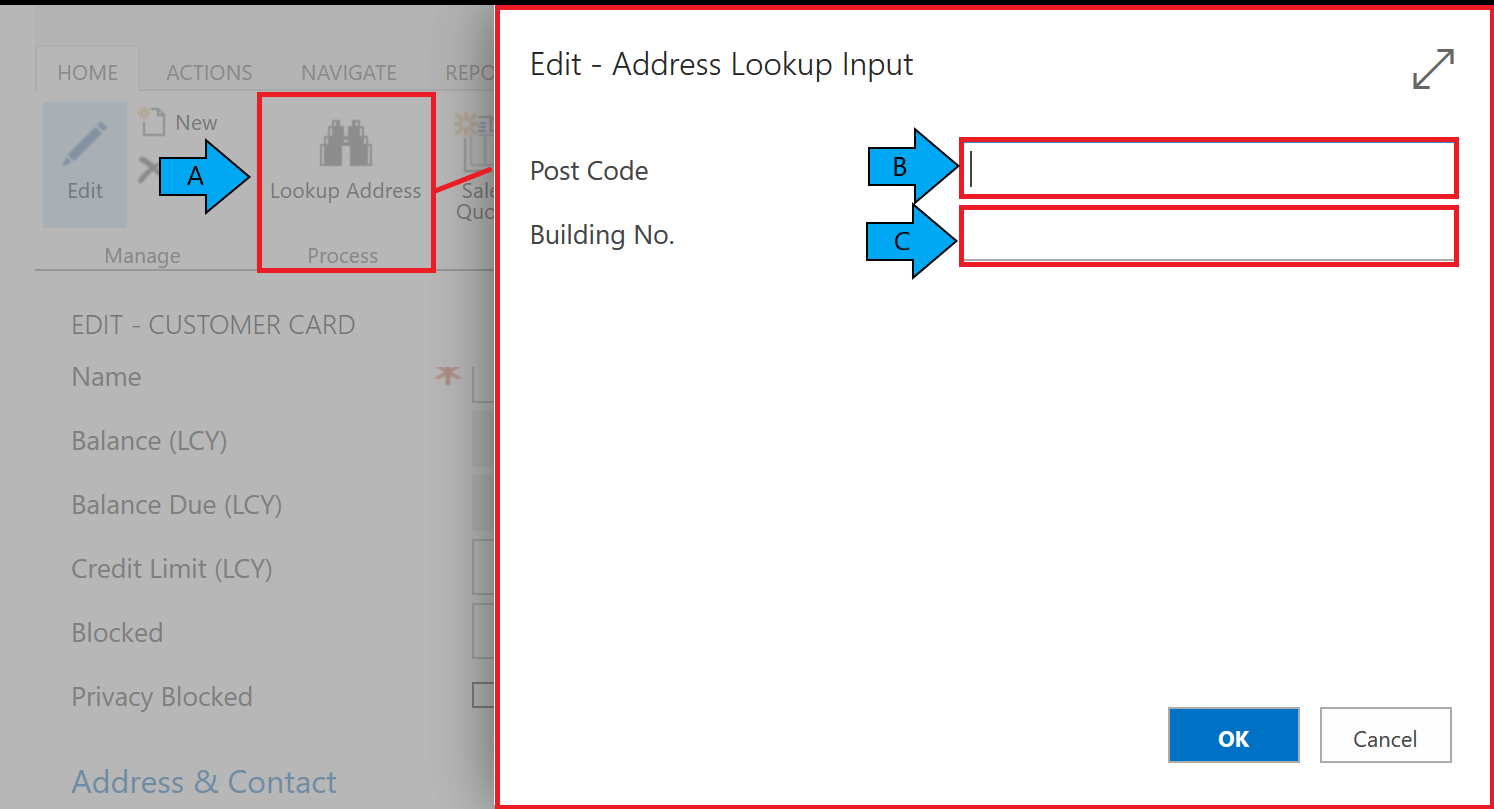 HOME ACTIONS NAVIGATE REPO
New
A
Edit
Lookup Address
Sale
Quo
Manage
Process
EDIT - CUSTOMER CARD
Name
Balance (LCY)
Balance Due (LCY)
Credit Limit (LCY)
Blocked
Privacy Blocked
Address & Contact
Edit - Address Lookup Input
Post Code
B
Building No.
C
OK
Cancel